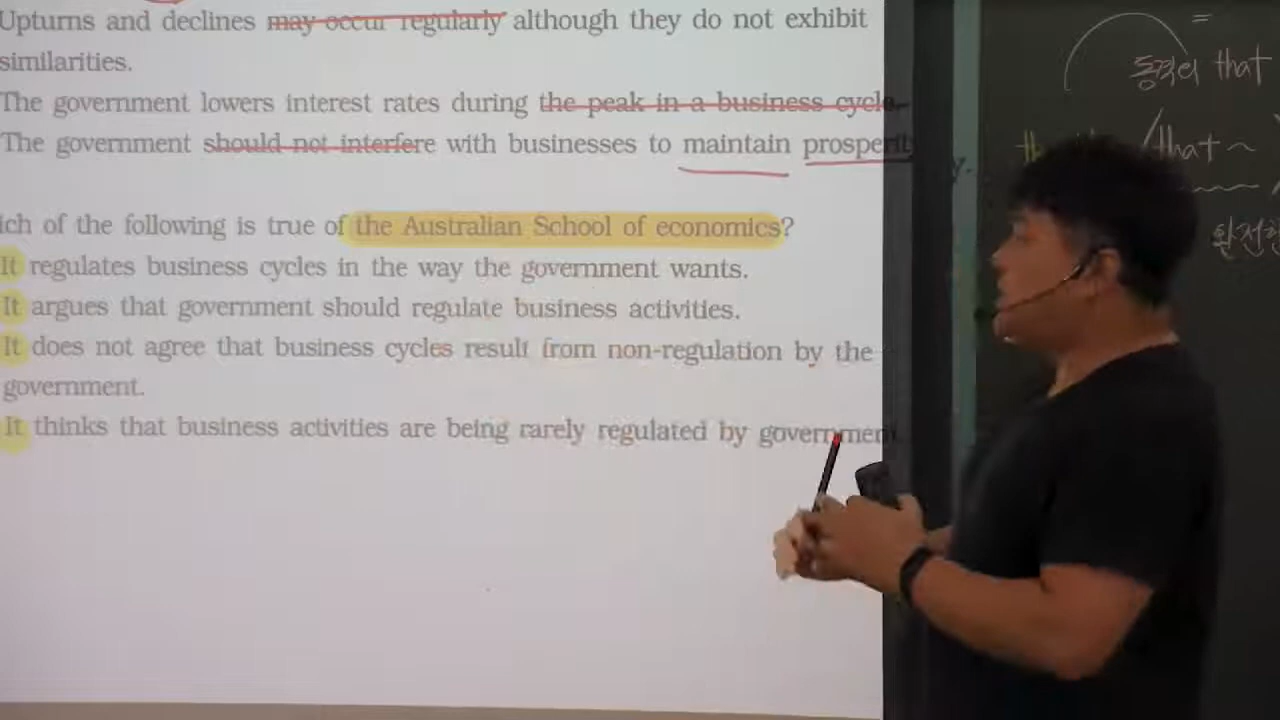 Upturns and declines may occur regularly although they do not exhibit
similarities.
The government lowers interest rates during the peak in a business cycle.
The government should not interfere with businesses to maintain prosperity.
ich of the following is true of the Australian School of economics?
It regulates business cycles in the way the government wants.
It argues that government should regulate business activities.
It does not agree that business cycles result from non-regulation by the
government.
It thinks that business activities are being rarely regulated by government
=
동격의 that
/that ~